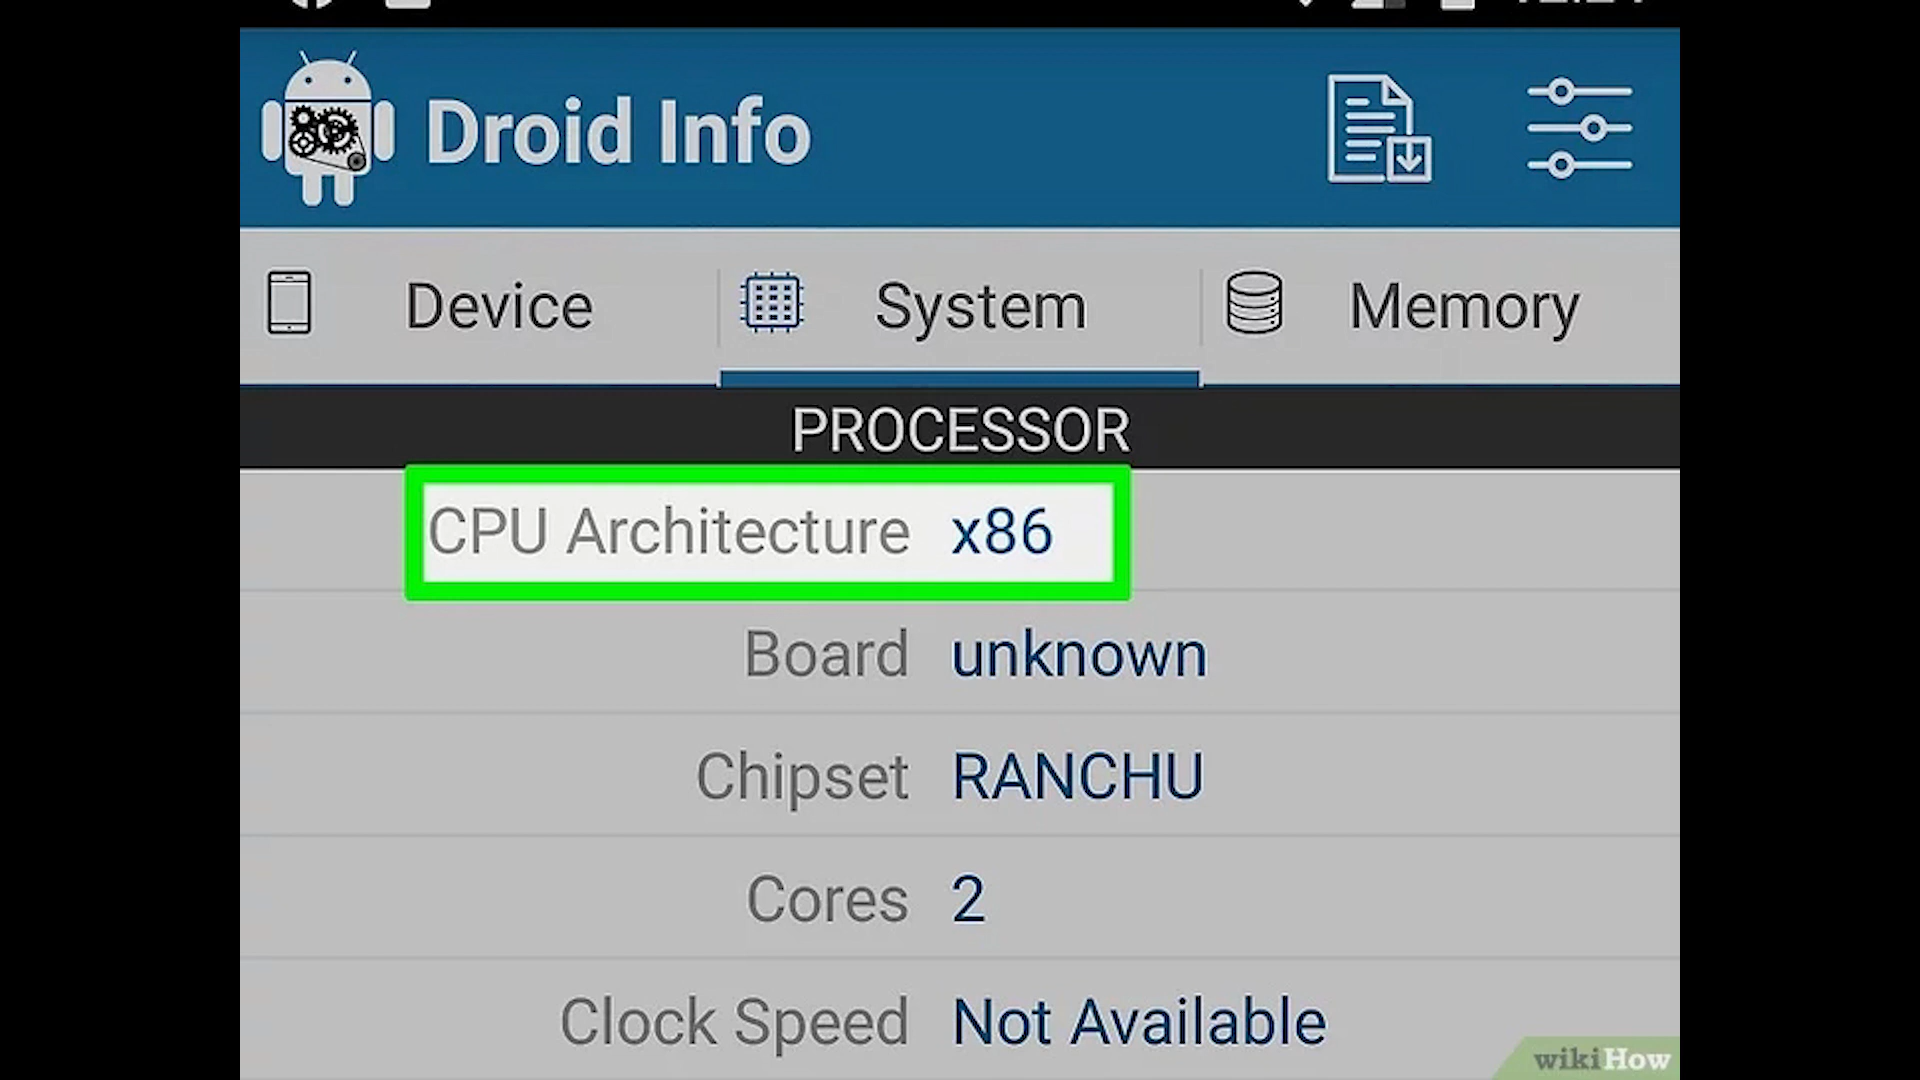 Droid Info
Device
System
Memory
PROCESSOR
CPU Architecture x86
Board unknown
Chipset RANCHU
Cores 2
Clock Speed Not Available
wikiHow